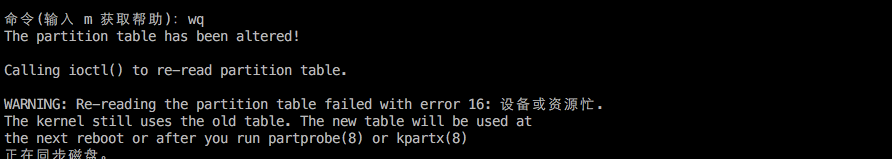 命令(输入 m 获取帮助)：wq
The partition table has been altered!
Calling ioctl() to re-read partition table.
WARNING: Re-reading the partition table failed with error 16: 设备或资源忙.
The kernel still uses the old table. The new table will be used at
the next reboot or after you run partprobe(8) or kpartx(8)
正在同步磁盘。